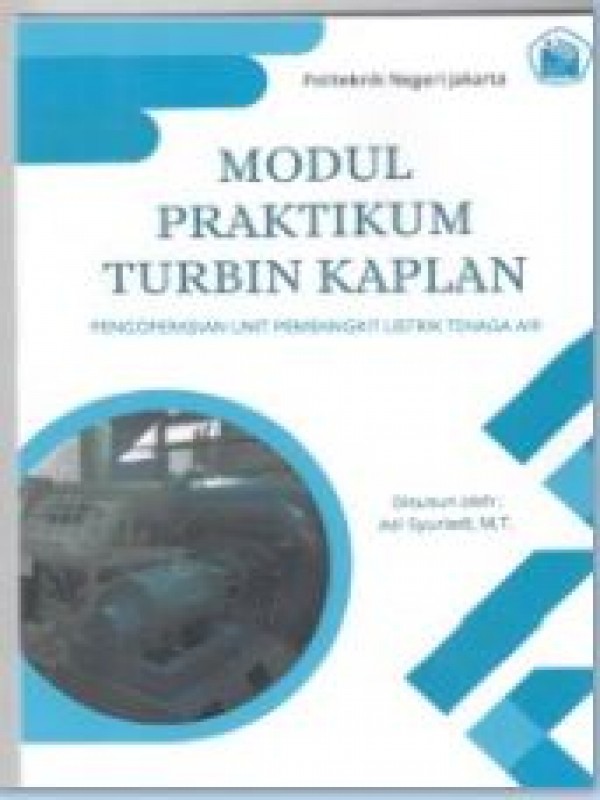 Politeknik Negeri Jakarta
MODUL
PRAKTIKUM
TURBIN KAPLAN
PENGOPERASIAN UNIT PEMBANGKIT LISTRIK TENAGA AIR
Disusun oleh :
M.T.